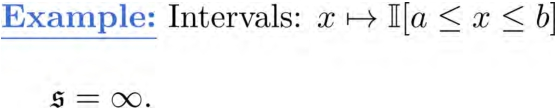 Example: Intervals: x ↦ 𝕀[a ≤ x ≤ b]
𝔰 = ∞.